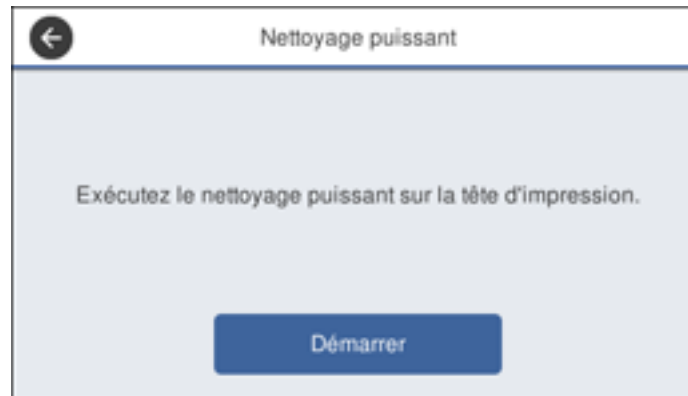 Nettoyage puissant
Exécutez le nettoyage puissant sur la tête d'impression.
Démarrer